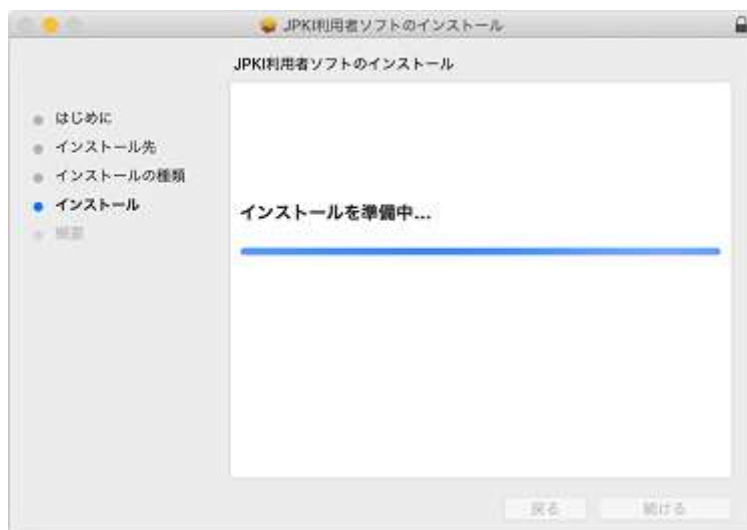 JPKI利用者ソフトのインストール
JPKI利用者ソフトのインストール
はじめに
インストール先
インストールの種類
インストール
概要
インストールを準備中...
戻る
続ける